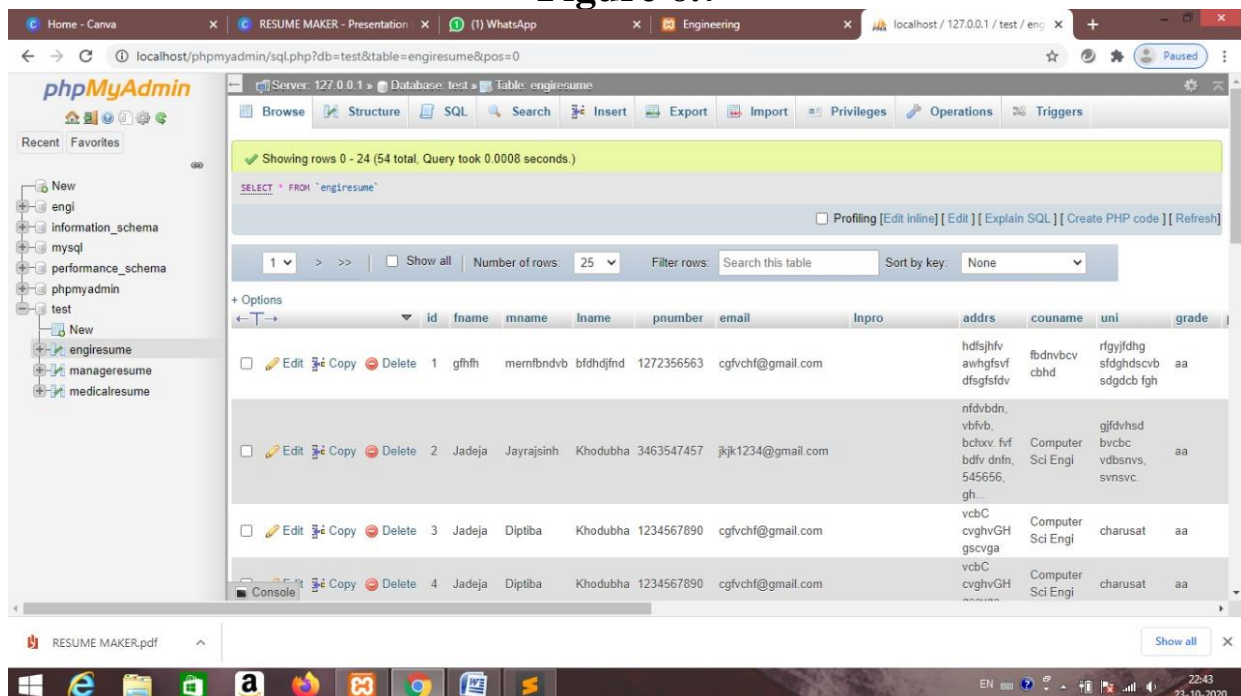 Home - Canva
RESUME MAKER - Presentation
(1) WhatsApp
Engineering
localhost / 127.0.0.1 / test / eng
localhost/phpmyadmin/sql.php?db=test&table=engiresume&pos=0
Paused
phpMyAdmin
Recent Favorites
New
engi
information_schema
mysql
performance_schema
phpmyadmin
test
New
engiresume
manageresume
medicalresume
Server: 127.0.0.1 » Database: test » Table: engiresume
Browse Structure SQL Search Insert Export Import Privileges Operations Triggers
Showing rows 0 - 24 (54 total, Query took 0.0008 seconds.)
SELECT * FROM `engiresume`
Profiling [Edit inline] [ Edit ] [ Explain SQL ] [ Create PHP code ] [ Refresh]
1 > >> Show all Number of rows: 25 Filter rows: Search this table Sort by key: None
+ Options
←T→ id fname mname lname pnumber email lnpro addrs couname uni grade
Edit Copy Delete 1 gfhfh mernfbndvb bfdhdjfnd 1272356563 cgfvchf@gmail.com
hdfsjhfv
awhgfsvf
dfsgfsfdv
fbdnvbcv
cbhd
rfgyjfdhg
sfdghdscvb
sdgdcb fgh
aa
Edit Copy Delete 2 Jadeja Jayrajsinh Khodubha 3463547457 jkjk1234@gmail.com
nfdvbdn,
vbfvb,
bchxv. fvf
bdfv dnfn,
545656,
gh...
Computer
Sci Engi
gjfdvhsd
bvcbc
vdbsnvs,
svnsvc.
aa
Edit Copy Delete 3 Jadeja Diptiba Khodubha 1234567890 cgfvchf@gmail.com
vcbC
cvghvGH
gscvga
Computer
Sci Engi
charusat
aa
Copy Delete 4 Jadeja Diptiba Khodubha 1234567890 cgfvchf@gmail.com
vcbC
cvghvGH
Computer
Sci Engi
charusat
aa
Console
RESUME MAKER.pdf
Show all
EN
22:43
23-10-2020